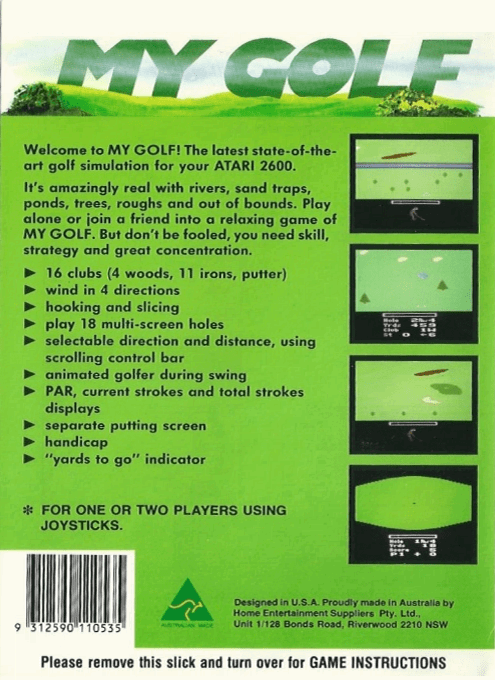 MY GOLF
Welcome to MY GOLF! The latest state-of-the-
art golf simulation for your ATARI 2600.
It's amazingly real with rivers, sand traps,
ponds, trees, roughs and out of bounds. Play
alone or join a friend into a relaxing game of
MY GOLF. But don't be fooled, you need skill,
strategy and great concentration.
► 16 clubs (4 woods, 11 irons, putter)
► wind in 4 directions
► hooking and slicing
► play 18 multi-screen holes
► selectable direction and distance, using
scrolling control bar
► animated golfer during swing
► PAR, current strokes and total strokes
displays
► separate putting screen
► handicap
► "yards to go" indicator
* FOR ONE OR TWO PLAYERS USING
JOYSTICKS.
Yrds 459
Club 1W
9 312590 110535
AUSTRALIAN MADE
Designed in U.S.A. Proudly made in Australia by
Home Entertainment Suppliers Pty. Ltd.,
Unit 1/128 Bonds Road, Riverwood 2210 NSW
Please remove this slick and turn over for GAME INSTRUCTIONS